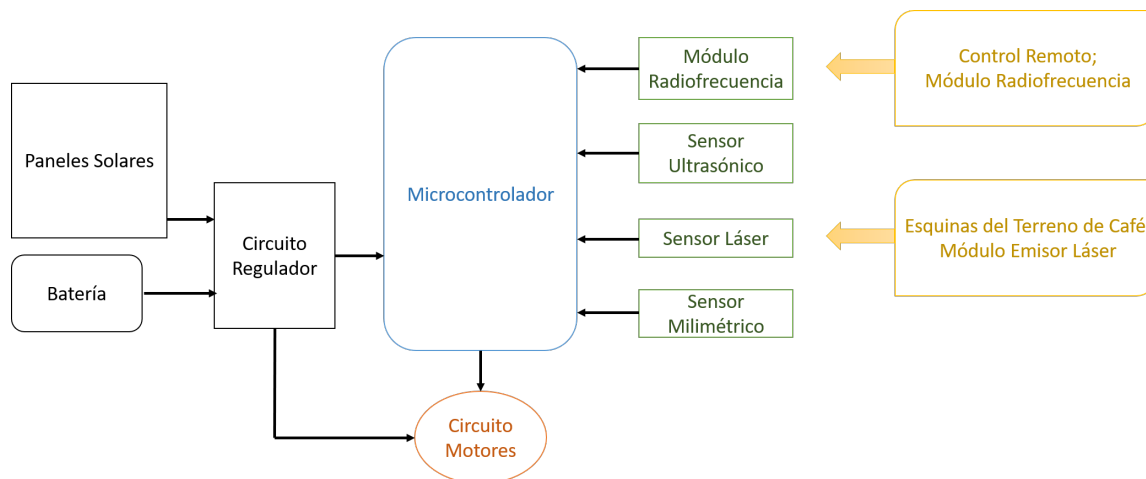 Paneles Solares
Batería
Circuito
Regulador
Microcontrolador
Circuito
Motores
Módulo
Radiofrecuencia
Sensor
Ultrasónico
Sensor Láser
Sensor
Milimétrico
Control Remoto;
Módulo Radiofrecuencia
Esquinas del Terreno de Café
Módulo Emisor Láser